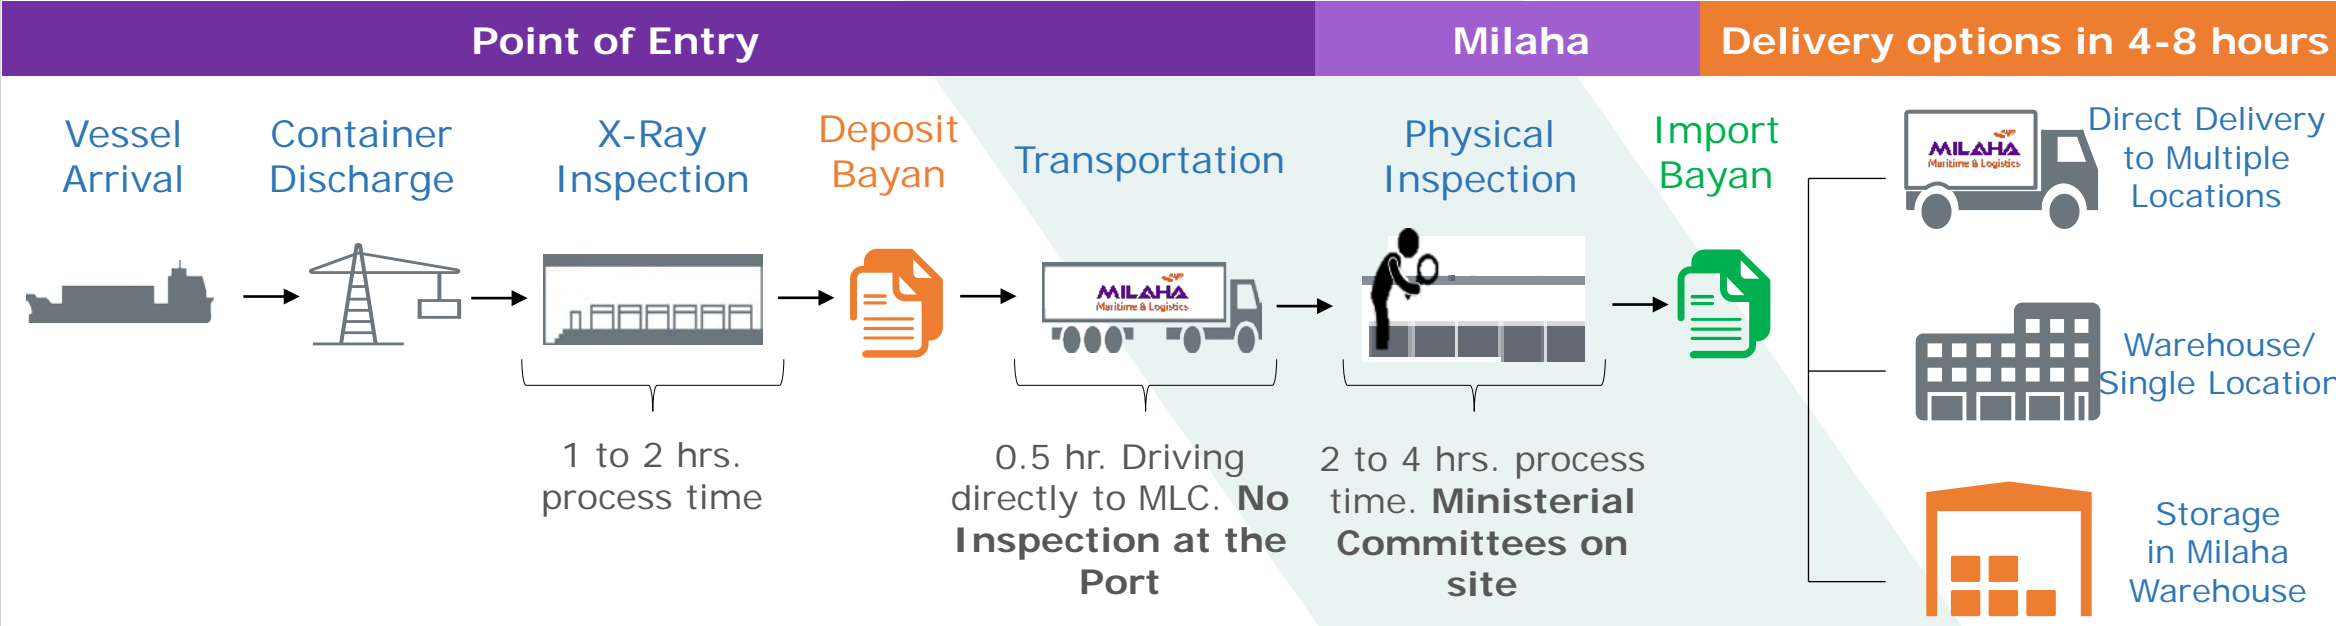 Point of Entry
Milaha
Delivery options in 4-8 hours
Vessel
Arrival
Container
Discharge
X-Ray
Inspection
Deposit
Bayan
Transportation
Physical
Inspection
Import
Bayan
MILAHA
Maritime & Logistics
Direct Delivery
to Multiple
Locations
MILAHA
Maritime & Logistics
Warehouse/
Single Location
1 to 2 hrs.
process time
0.5 hr. Driving
directly to MLC. No
Inspection at the
Port
2 to 4 hrs. process
time. Ministerial
Committees on
site
Storage
in Milaha
Warehouse